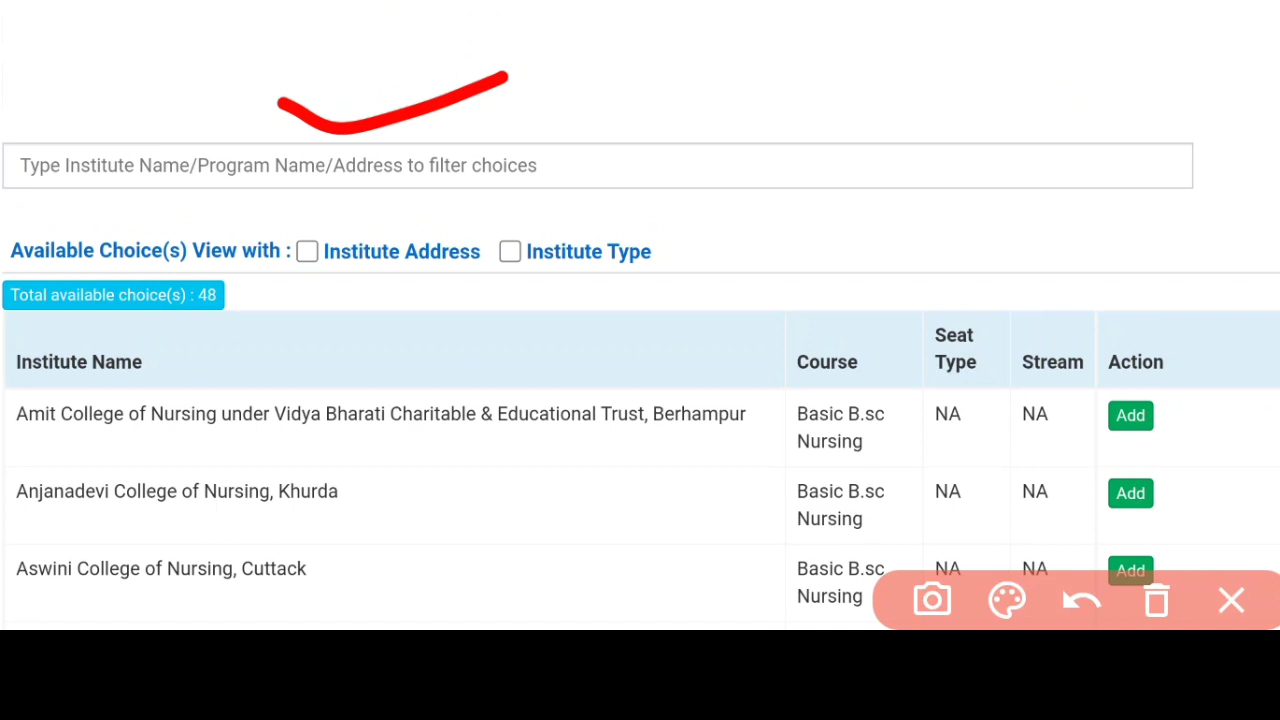 Type Institute Name/Program Name/Address to filter choices
Available Choice(s) View with : Institute Address Institute Type
Total available choice(s) : 48
Institute Name Course Seat Type Stream Action
Amit College of Nursing under Vidya Bharati Charitable & Educational Trust, Berhampur Basic B.sc Nursing NA NA Add
Anjanadevi College of Nursing, Khurda Basic B.sc Nursing NA NA Add
Aswini College of Nursing, Cuttack Basic B.sc Nursing NA NA Add